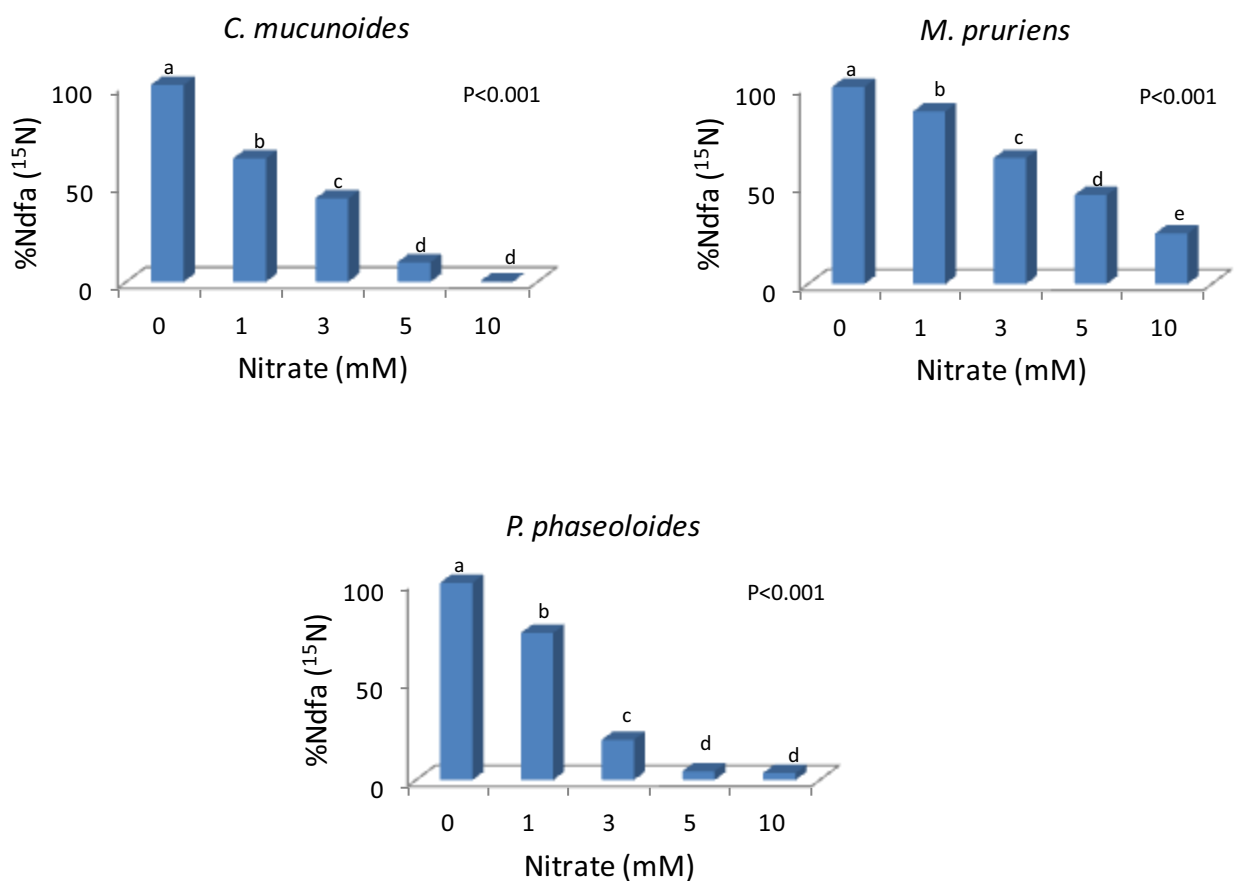 C. mucunoides
%Ndfa (¹⁵N)
100
50
0
a
b
c
d
d
P<0.001
0 1 3 5 10
Nitrate (mM)
M. pruriens
%Ndfa (¹⁵N)
100
50
0
a
b
c
d
e
P<0.001
0 1 3 5 10
Nitrate (mM)
P. phaseoloides
%Ndfa (¹⁵N)
100
50
0
a
b
c
d
d
P<0.001
0 1 3 5 10
Nitrate (mM)